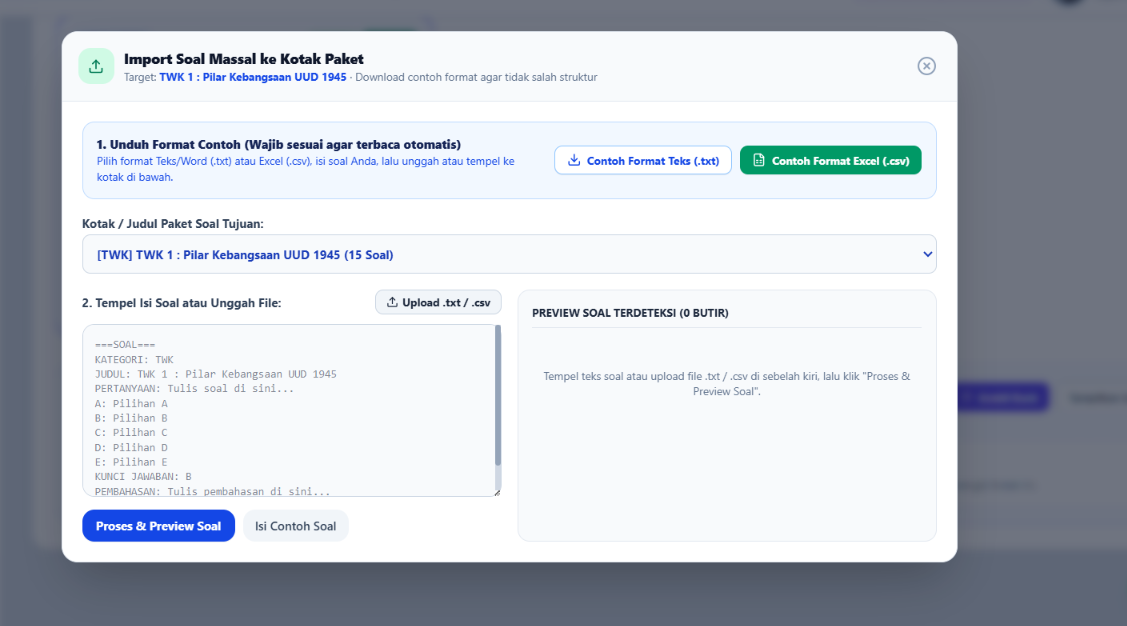 Import Soal Massal ke Kotak Paket
Target: TWK 1 : Pilar Kebangsaan UUD 1945 · Download contoh format agar tidak salah struktur
1. Unduh Format Contoh (Wajib sesuai agar terbaca otomatis)
Pilih format Teks/Word (.txt) atau Excel (.csv), isi soal Anda, lalu unggah atau tempel ke
kotak di bawah.
Contoh Format Teks (.txt)
Contoh Format Excel (.csv)
Kotak / Judul Paket Soal Tujuan:
[TWK] TWK 1 : Pilar Kebangsaan UUD 1945 (15 Soal)
2. Tempel Isi Soal atau Unggah File:
Upload .txt / .csv
===SOAL===
KATEGORI: TWK
JUDUL: TWK 1 : Pilar Kebangsaan UUD 1945
PERTANYAAN: Tulis soal di sini...
A: Pilihan A
B: Pilihan B
C: Pilihan C
D: Pilihan D
E: Pilihan E
KUNCI JAWABAN: B
PEMBAHASAN: Tulis pembahasan di sini...
Proses & Preview Soal
Isi Contoh Soal
PREVIEW SOAL TERDETEKSI (0 BUTIR)
Tempel teks soal atau upload file .txt / .csv di sebelah kiri, lalu klik "Proses &
Preview Soal".